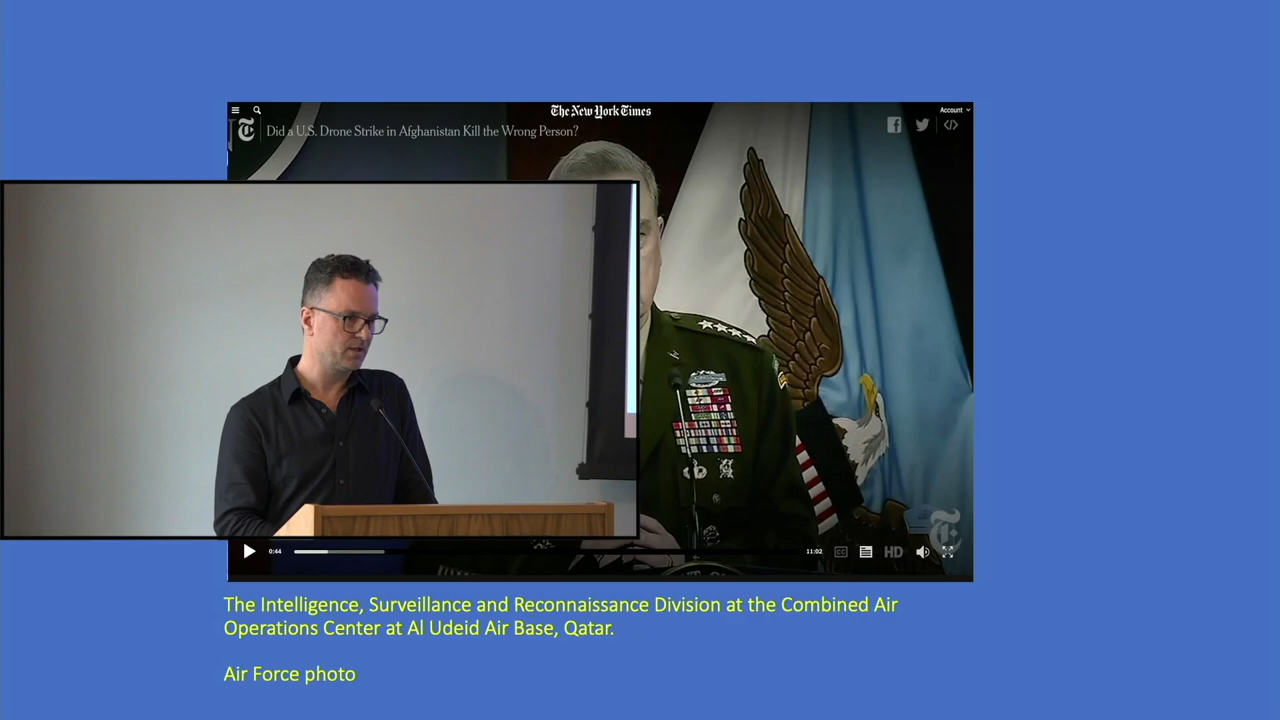 The New York Times
Account
Did a U.S. Drone Strike in Afghanistan Kill the Wrong Person?
0:44
11:02
CC
HD
The Intelligence, Surveillance and Reconnaissance Division at the Combined Air
Operations Center at Al Udeid Air Base, Qatar.
Air Force photo